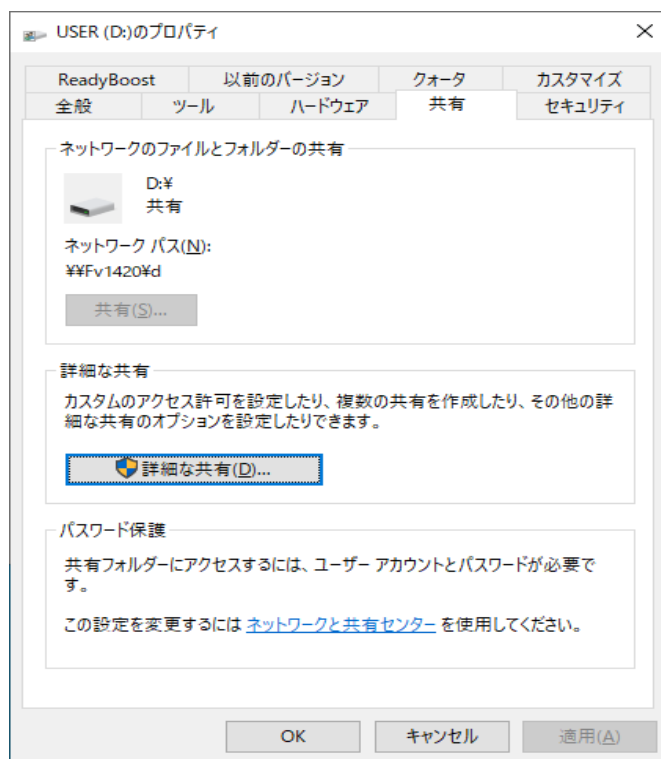 USER (D:)のプロパティ
ReadyBoost 以前のバージョン クォータ カスタマイズ
全般 ツール ハードウェア 共有 セキュリティ
ネットワークのファイルとフォルダーの共有
D:¥
共有
ネットワーク パス(N):
¥¥Fv1420¥d
共有(S)...
詳細な共有
カスタムのアクセス許可を設定したり、複数の共有を作成したり、その他の詳
細な共有のオプションを設定したりできます。
詳細な共有(D)...
パスワード保護
共有フォルダーにアクセスするには、ユーザー アカウントとパスワードが必要で
す。
この設定を変更するには ネットワークと共有センター を使用してください。
OK キャンセル 適用(A)